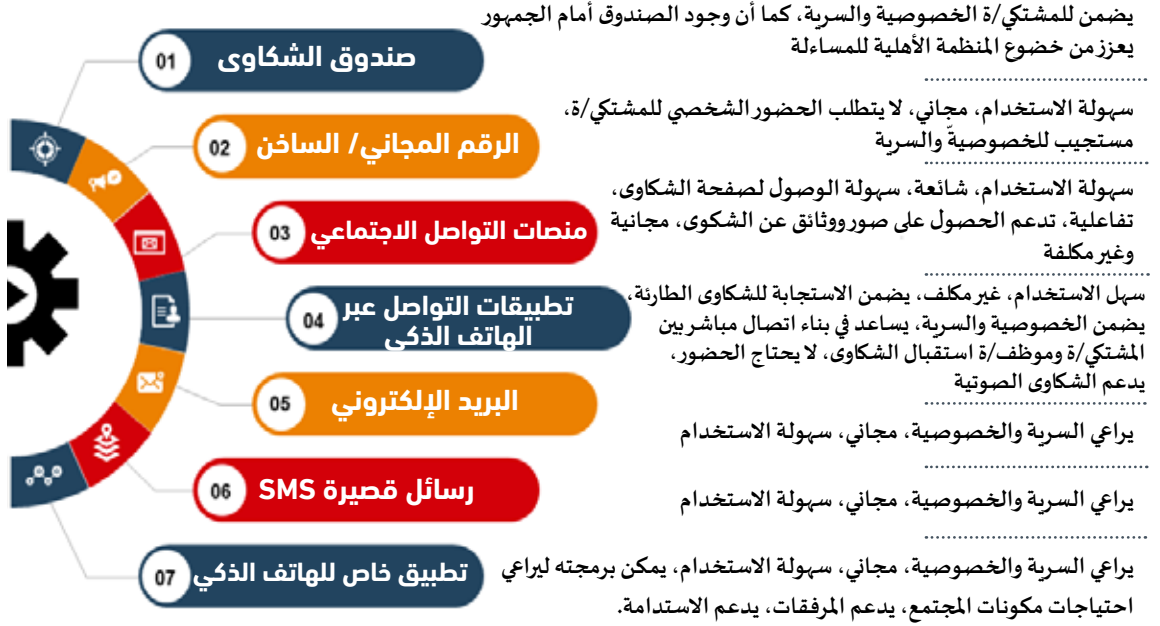 يضمن للمشتكي/ة الخصوصية والسرية، كما أن وجود الصندوق أمام الجمهور
يعزز من خضوع المنظمة الأهلية للمساءلة
01
صندوق الشكاوى
سهولة الاستخدام، مجاني، لا يتطلب الحضور الشخصي للمشتكي/ة،
مستجيب للخصوصيةّ والسرية
02
الرقم المجاني/ الساخن
سهولة الاستخدام، شائعة، سهولة الوصول لصفحة الشكاوى،
تفاعلية، تدعم الحصول على صور ووثائق عن الشكوى، مجانية
وغير مكلفة
03
منصات التواصل الاجتماعي
سهل الاستخدام، غير مكلف، يضمن الاستجابة للشكاوى الطارئة،
يضمن الخصوصية والسرية، يساعد في بناء اتصال مباشر بين
المشتكي/ة وموظف/ة استقبال الشكاوى، لا يحتاج الحضور،
يدعم الشكاوى الصوتية
04
تطبيقات التواصل عبر
الهاتف الذكي
يراعي السرية والخصوصية، مجاني، سهولة الاستخدام
05
البريد الإلكتروني
يراعي السرية والخصوصية، مجاني، سهولة الاستخدام
06
رسائل قصيرة SMS
يراعي السرية والخصوصية، مجاني، سهولة الاستخدام، يمكن برمجته ليراعي
احتياجات مكونات المجتمع، يدعم المرفقات، يدعم الاستدامة.
07
تطبيق خاص للهاتف الذكي